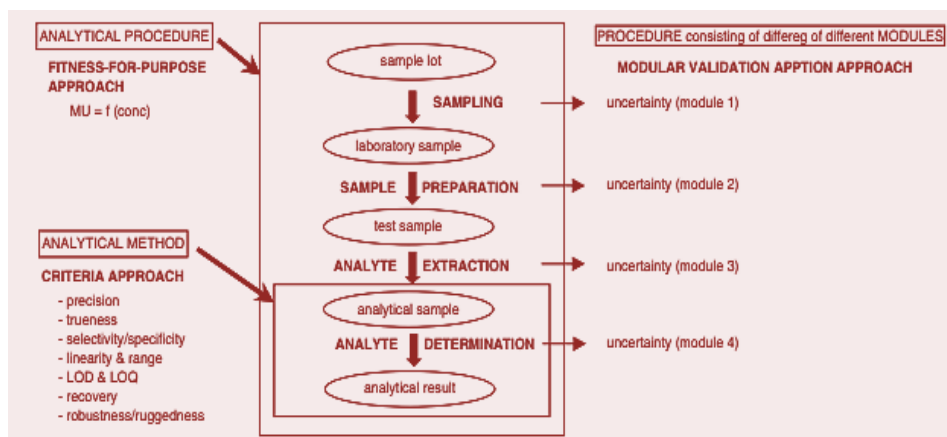 ANALYTICAL PROCEDURE
FITNESS-FOR-PURPOSE
APPROACH
MU = f (conc)
ANALYTICAL METHOD
CRITERIA APPROACH
- precision
- trueness
- selectivity/specificity
- linearity & range
- LOD & LOQ
- recovery
- robustness/ruggedness
sample lot
SAMPLING
laboratory sample
SAMPLE PREPARATION
test sample
ANALYTE EXTRACTION
analytical sample
ANALYTE DETERMINATION
analytical result
PROCEDURE consisting of differeg of different MODULES
MODULAR VALIDATION APPTION APPROACH
uncertainty (module 1)
uncertainty (module 2)
uncertainty (module 3)
uncertainty (module 4)